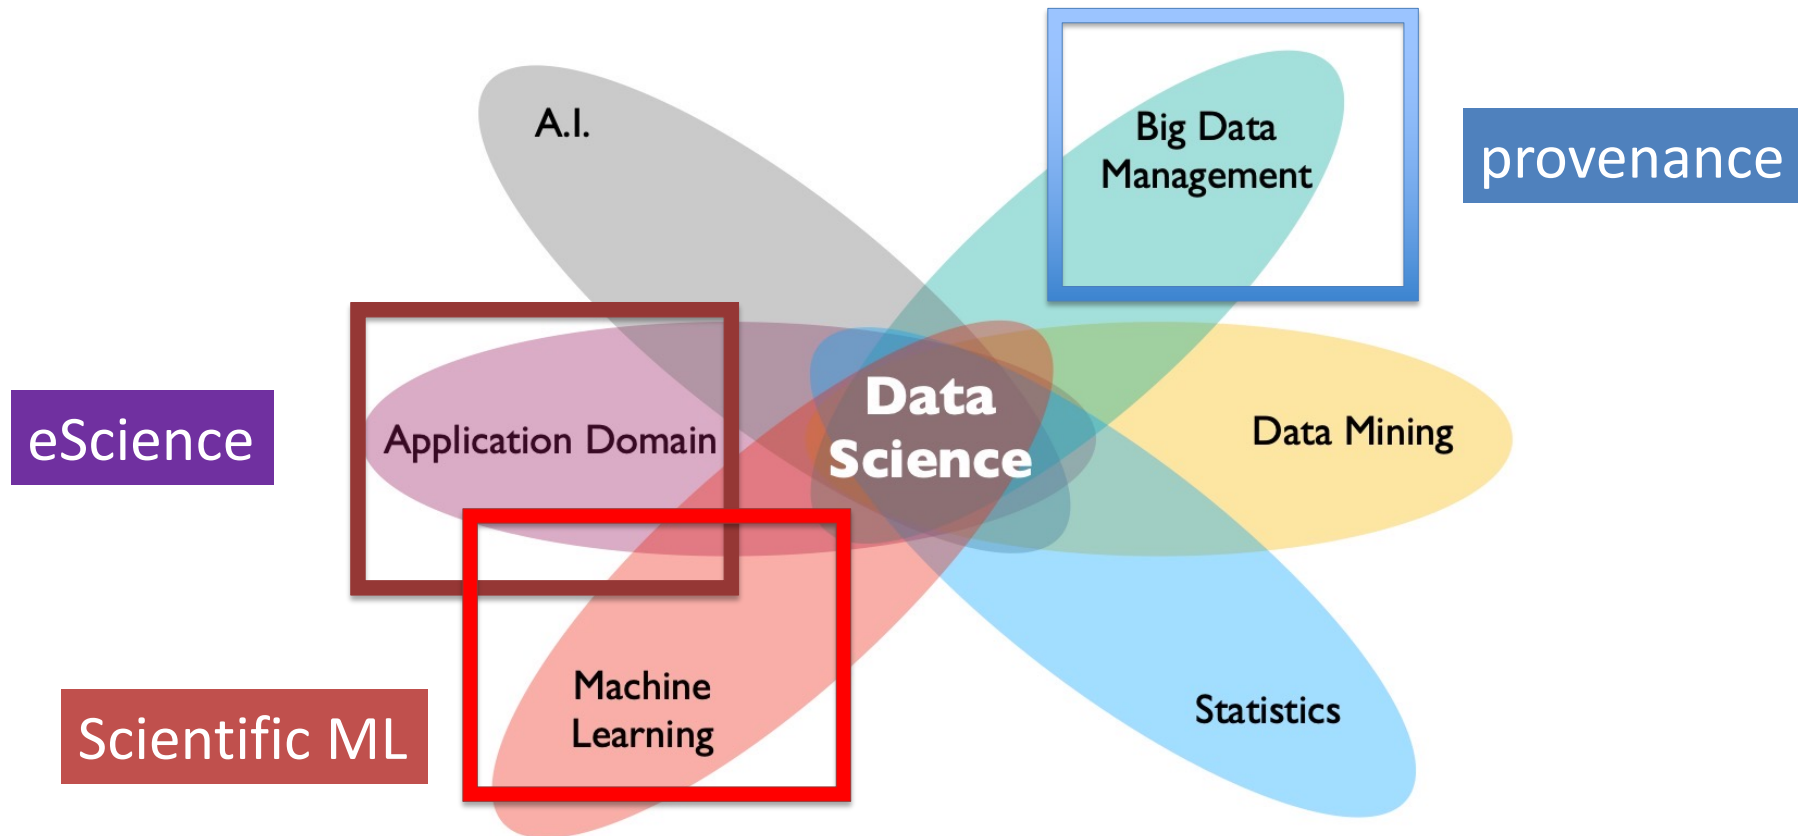 A.I.
Big Data
Management
provenance
eScience
Application Domain
Data
Science
Data Mining
Scientific ML
Machine
Learning
Statistics